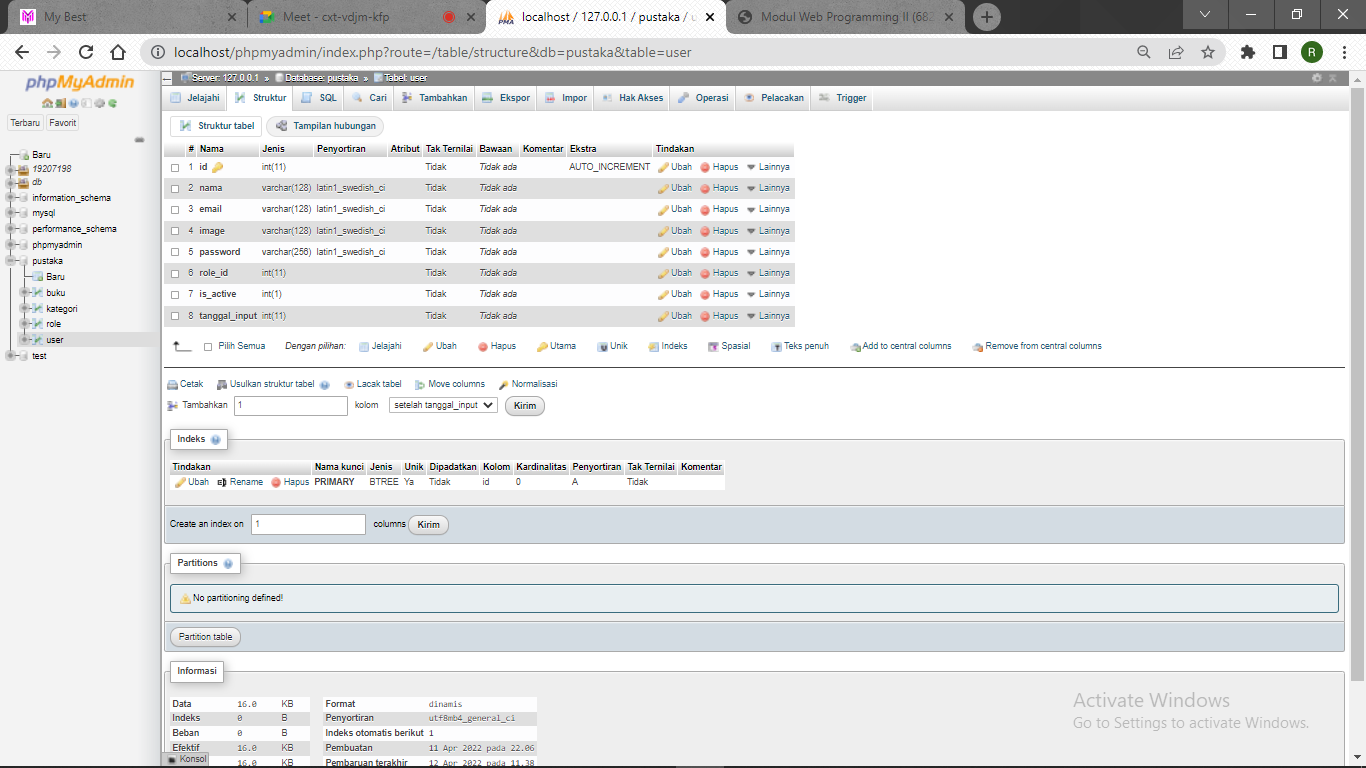 My Best
Meet - cxt-vdjm-kfp
localhost / 127.0.0.1 / pustaka / u
Modul Web Programming II (682
localhost/phpmyadmin/index.php?route=/table/structure&db=pustaka&table=user
R
phpMyAdmin
Terbaru Favorit
Baru
19207198
db
information_schema
mysql
performance_schema
phpmyadmin
pustaka
Baru
buku
kategori
role
user
test
Server: 127.0.0.1 » Database: pustaka » Tabel: user
Jelajahi Struktur SQL Cari Tambahkan Ekspor Impor Hak Akses Operasi Pelacakan Trigger
Struktur tabel Tampilan hubungan
# Nama Jenis Penyortiran Atribut Tak Ternilai Bawaan Komentar Ekstra Tindakan
1 id int(11) Tidak Tidak ada AUTO_INCREMENT Ubah Hapus Lainnya
2 nama varchar(128) latin1_swedish_ci Tidak Tidak ada Ubah Hapus Lainnya
3 email varchar(128) latin1_swedish_ci Tidak Tidak ada Ubah Hapus Lainnya
4 image varchar(128) latin1_swedish_ci Tidak Tidak ada Ubah Hapus Lainnya
5 password varchar(256) latin1_swedish_ci Tidak Tidak ada Ubah Hapus Lainnya
6 role_id int(11) Tidak Tidak ada Ubah Hapus Lainnya
7 is_active int(1) Tidak Tidak ada Ubah Hapus Lainnya
8 tanggal_input int(11) Tidak Tidak ada Ubah Hapus Lainnya
Pilih Semua Dengan pilihan: Jelajahi Ubah Hapus Utama Unik Indeks Spasial Teks penuh Add to central columns Remove from central columns
Cetak Usulkan struktur tabel Lacak tabel Move columns Normalisasi
Tambahkan 1 kolom setelah tanggal_input Kirim
Indeks
Tindakan Nama kunci Jenis Unik Dipadatkan Kolom Kardinalitas Penyortiran Tak Ternilai Komentar
Ubah Rename Hapus PRIMARY BTREE Ya Tidak id 0 A Tidak
Create an index on 1 columns Kirim
Partitions
No partitioning defined!
Partition table
Informasi
Data 16.0 KB Format dinamis
Indeks 0 B Penyortiran utf8mb4_general_ci
Beban 0 B Indeks otomatis berikut 1
Efektif 16.0 KB Pembuatan 11 Apr 2022 pada 22.06
16.0 KB Pembaruan terakhir 12 Apr 2022 pada 11.38
Konsol
Activate Windows
Go to Settings to activate Windows.